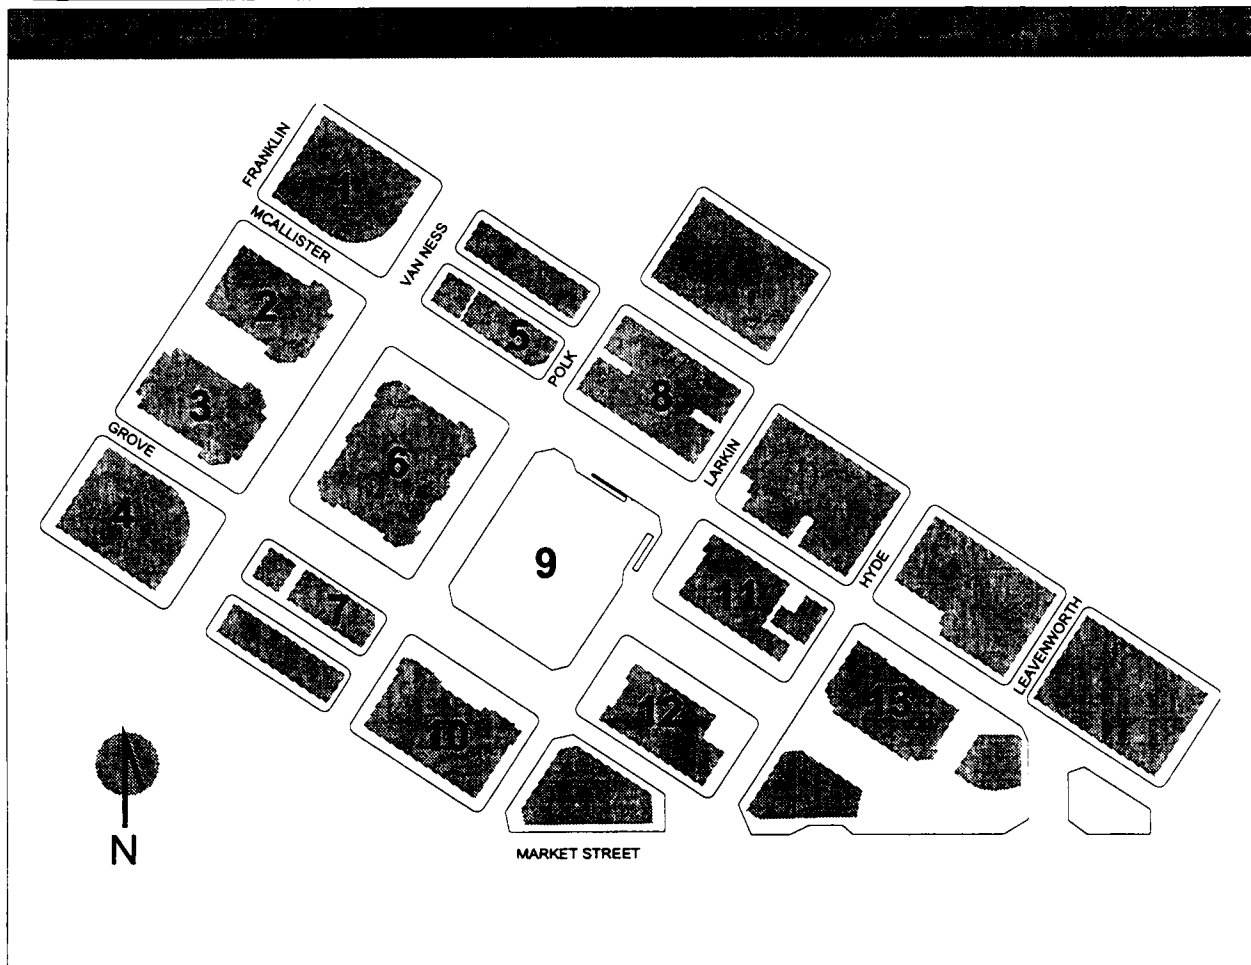 FRANKLIN
1
MCALLISTER
VAN NESS
2
5
POLK
3
8
GROVE
6
LARKIN
4
9
HYDE
7
11
LEAVENWORTH
12
13
10
N
MARKET STREET